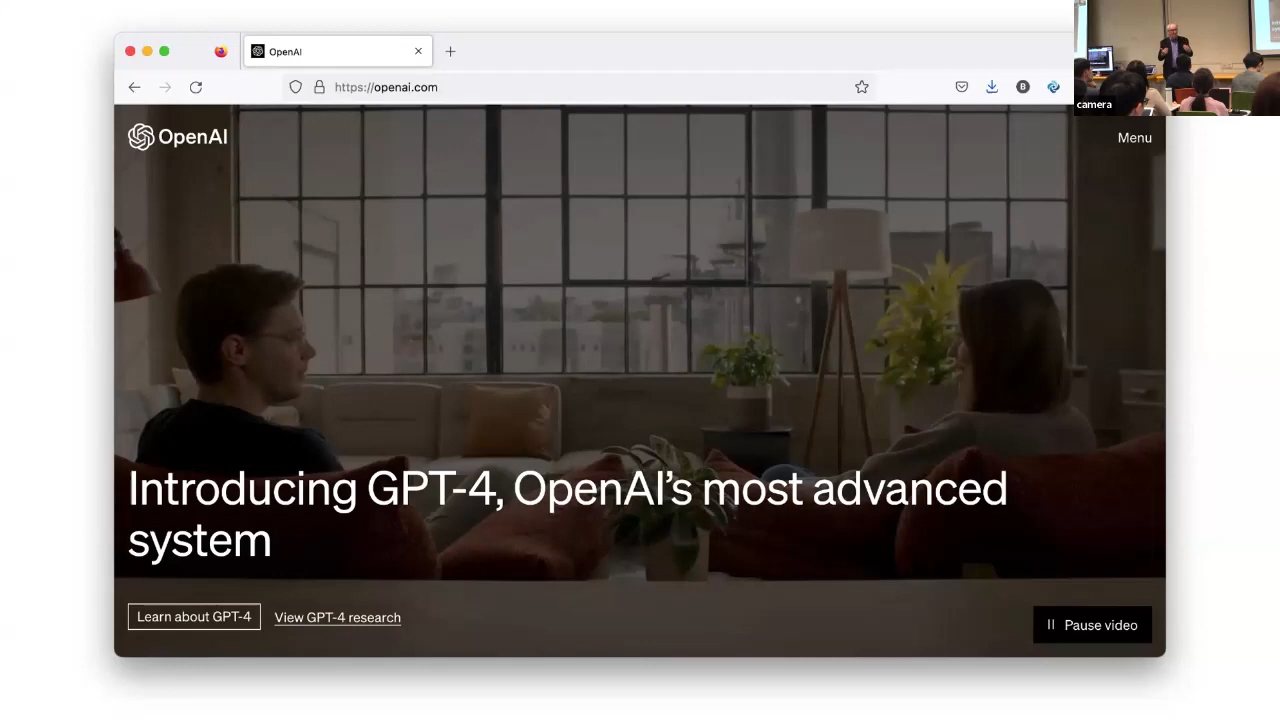 OpenAI
https://openai.com
B
camera
OpenAI
Menu
Introducing GPT-4, OpenAI's most advanced
system
Learn about GPT-4
View GPT-4 research
Pause video